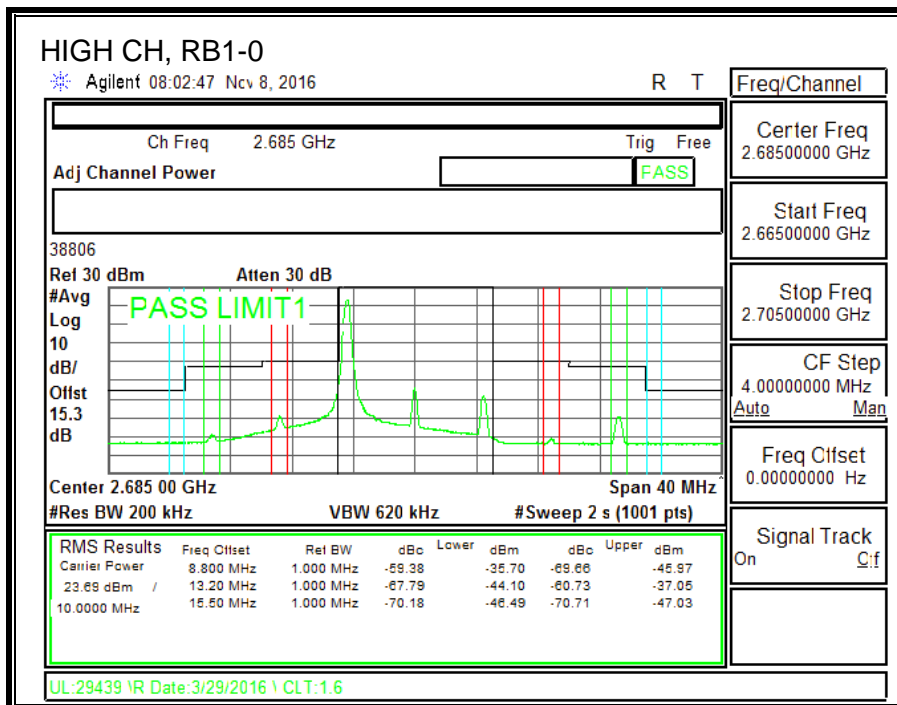 HIGH CH, RB1-0
Agilent 08:02:47 Nov 8, 2016 R T
Freq/Channel
Ch Freq 2.685 GHz Trig Free
Adj Channel Power PASS
Center Freq
2.68500000 GHz
Start Freq
2.66500000 GHz
Stop Freq
2.70500000 GHz
CF Step
4.00000000 MHz
Auto Man
Freq Offset
0.00000000 Hz
Signal Track
On Off
38806
Ref 30 dBm Atten 30 dB
#Avg
Log
10
dB/
Offst
15.3
dB
PASS LIMIT1
Center 2.685 00 GHz Span 40 MHz^
#Res BW 200 kHz VBW 620 kHz #Sweep 2 s (1001 pts)
RMS Results Freq Offset Ref BW dBc Lower dBm dBc Upper dBm
Carrier Power 8.800 MHz 1.000 MHz -59.38 -35.70 -69.66 -45.97
23.69 dBm / 13.20 MHz 1.000 MHz -67.79 -44.10 -60.73 -37.05
10.0000 MHz 15.50 MHz 1.000 MHz -70.18 -46.49 -70.71 -47.03
UL:29439 \R Date:3/29/2016 \ CLT:1.6